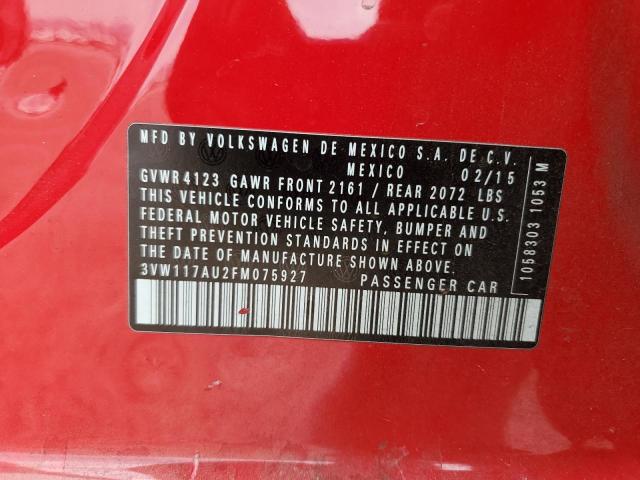 MFD BY VOLKSWAGEN DE MEXICO S.A. DE C.V.
MEXICO 02/15
GVWR 4123 GAWR FRONT 2161 / REAR 2072 LBS
THIS VEHICLE CONFORMS TO ALL APPLICABLE U.S.
FEDERAL MOTOR VEHICLE SAFETY, BUMPER AND
THEFT PREVENTION STANDARDS IN EFFECT ON
THE DATE OF MANUFACTURE SHOWN ABOVE.
3VW117AU2FM075927 PASSENGER CAR
1058303 1053 M